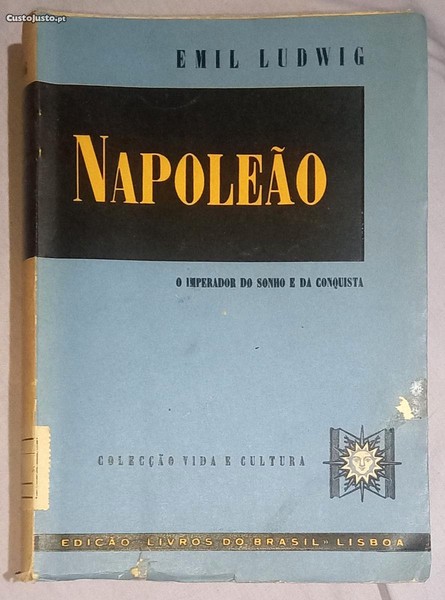 CustoJusto.pt
EMIL LUDWIG
NAPOLEÃO
O IMPERADOR DO SONHO E DA CONQUISTA
COLECÇÃO VIDA E CULTURA
EDIÇÃO "LIVROS DO BRASIL" LISBOA